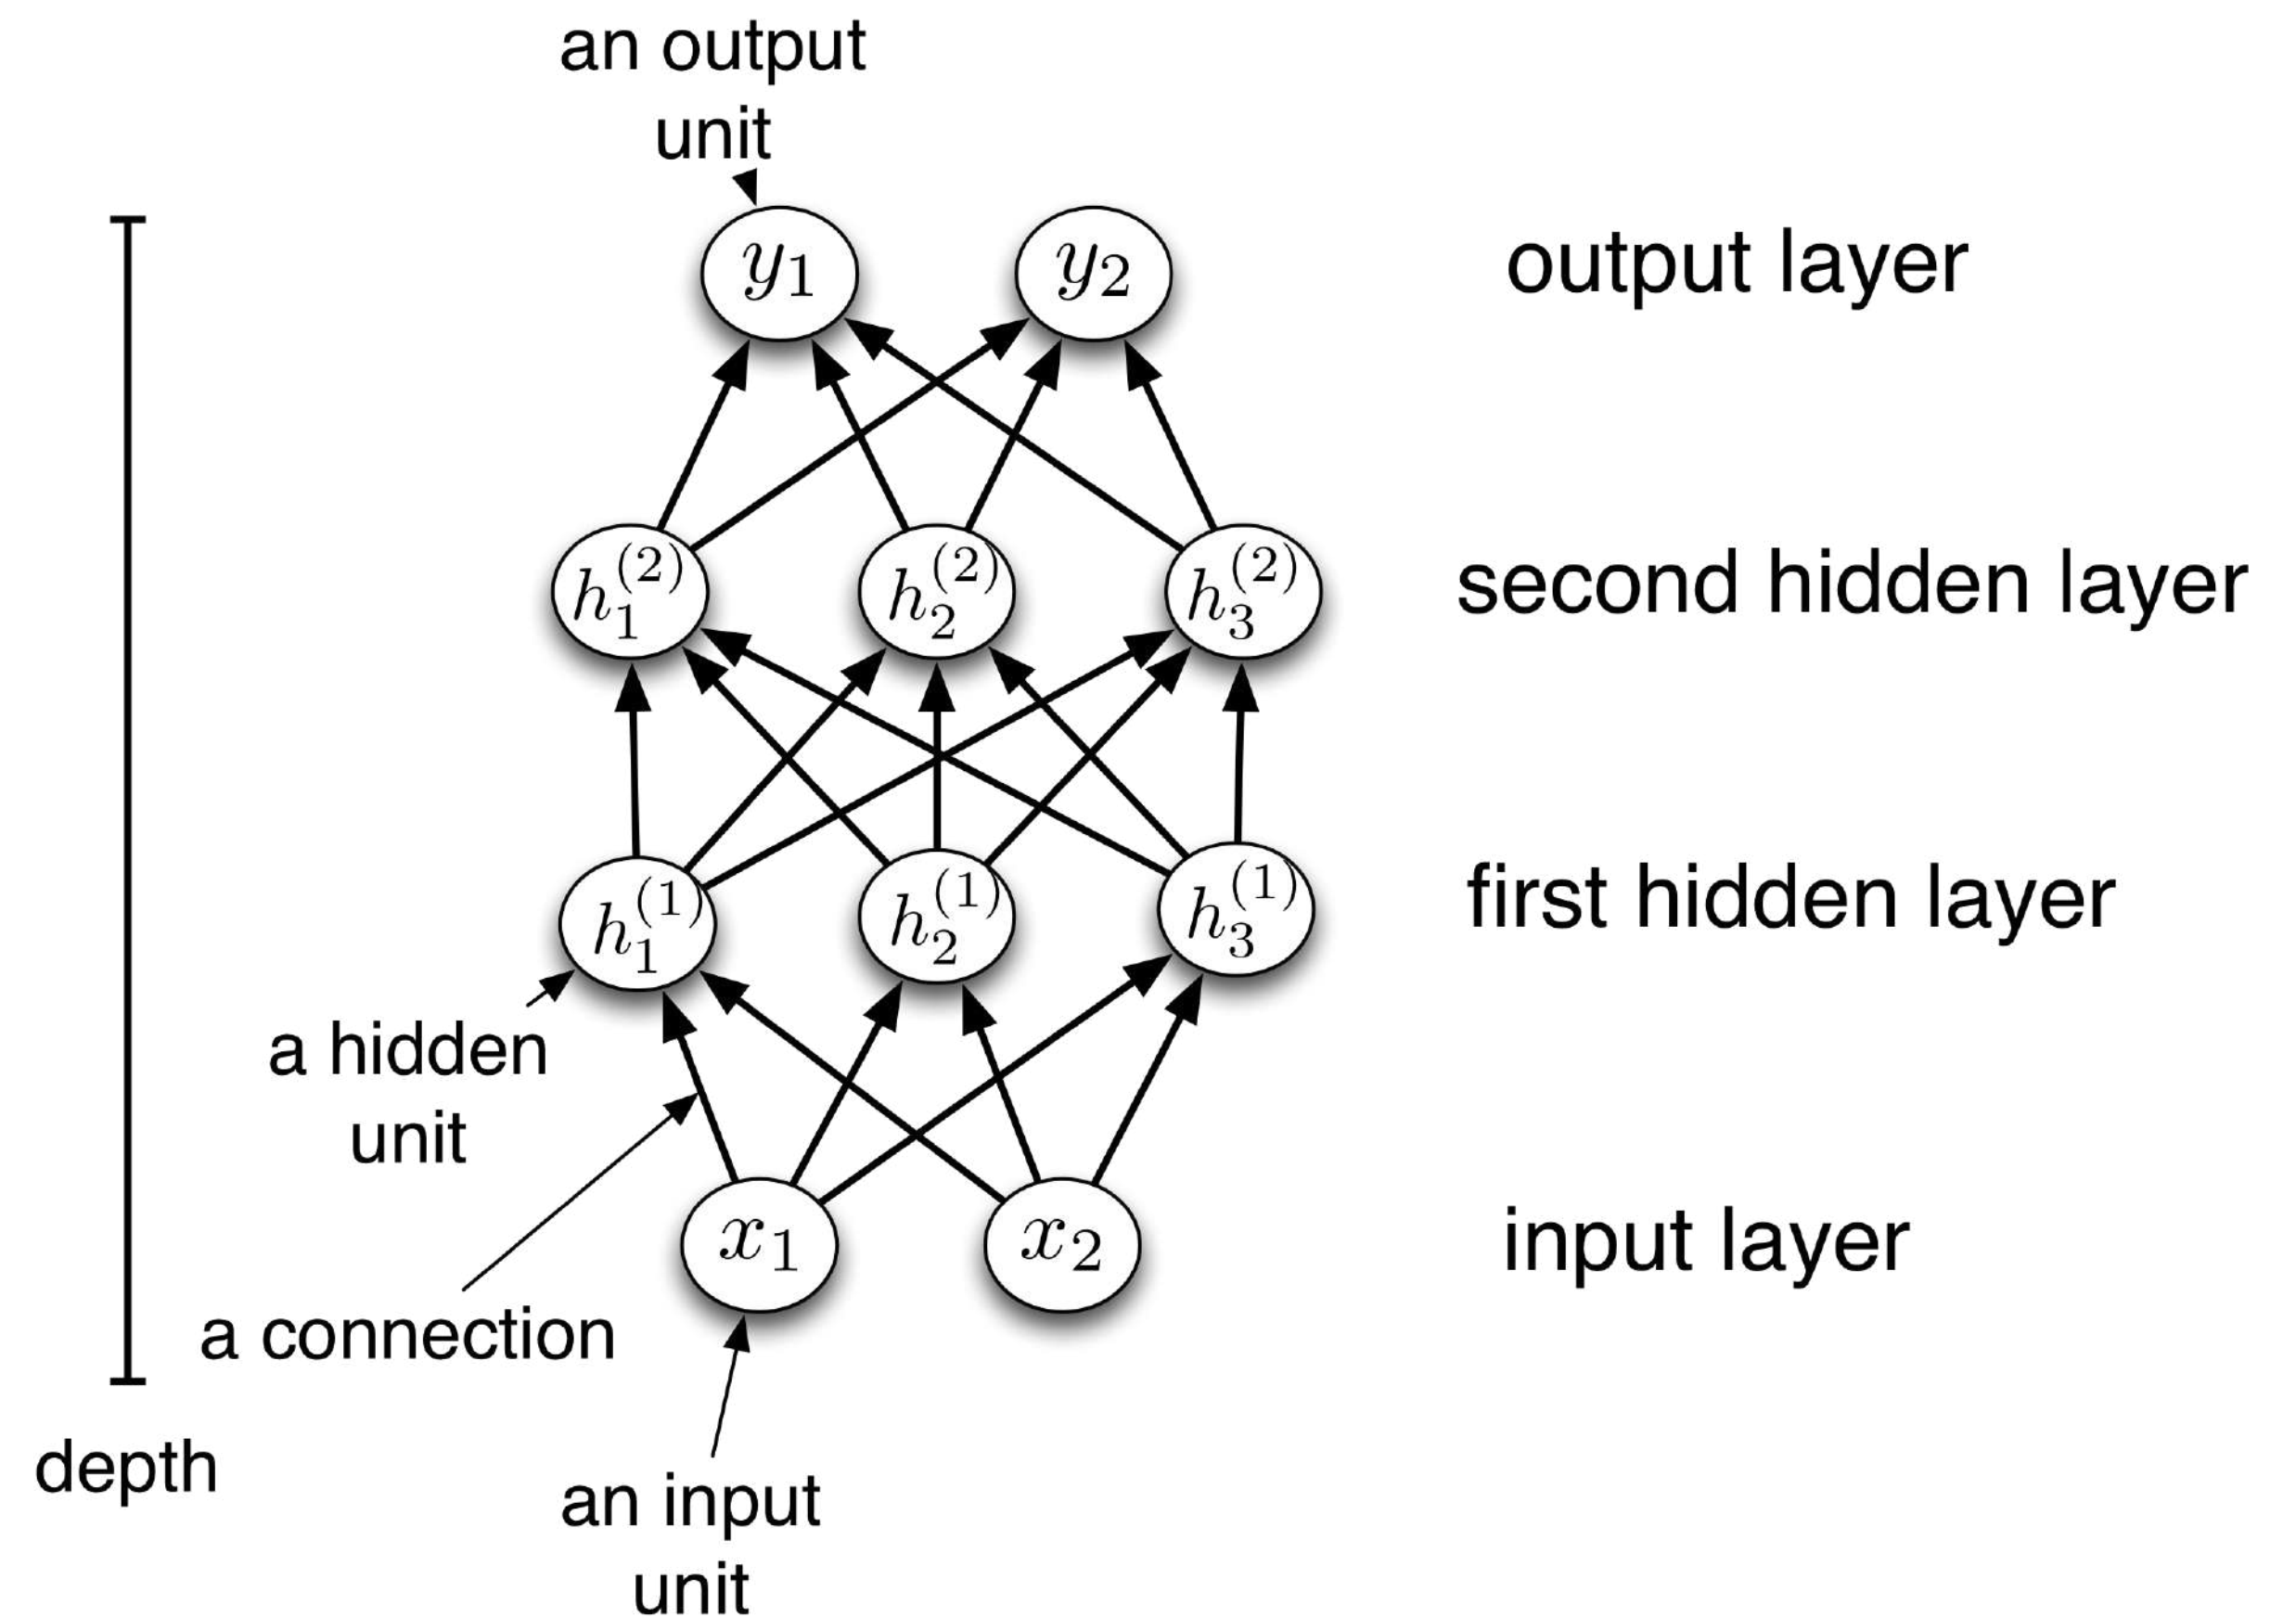 an output
unit
y₁ y₂ output layer
h₁⁽²⁾ h₂⁽²⁾ h₃⁽²⁾ second hidden layer
h₁⁽¹⁾ h₂⁽¹⁾ h₃⁽¹⁾ first hidden layer
a hidden
unit
x₁ x₂ input layer
a connection
depth
an input
unit